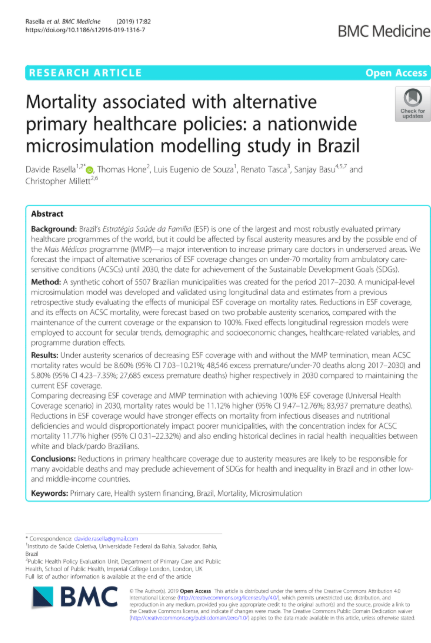 Rasella et al. BMC Medicine (2019) 17:82
https://doi.org/10.1186/s12916-019-1316-7
BMC Medicine
RESEARCH ARTICLE
Open Access
Check for
updates
Mortality associated with alternative
primary healthcare policies: a nationwide
microsimulation modelling study in Brazil
Davide Rasella1,2*, Thomas Hone2, Luis Eugenio de Souza1, Renato Tasca3, Sanjay Basu4,5,7 and
Christopher Millett2,6
Abstract
Background: Brazil's Estratégia Saúde da Família (ESF) is one of the largest and most robustly evaluated primary
healthcare programmes of the world, but it could be affected by fiscal austerity measures and by the possible end of
the Mais Médicos programme (MMP)—a major intervention to increase primary care doctors in underserved areas. We
forecast the impact of alternative scenarios of ESF coverage changes on under-70 mortality from ambulatory care-
sensitive conditions (ACSCs) until 2030, the date for achievement of the Sustainable Development Goals (SDGs).
Method: A synthetic cohort of 5507 Brazilian municipalities was created for the period 2017–2030. A municipal-level
microsimulation model was developed and validated using longitudinal data and estimates from a previous
retrospective study evaluating the effects of municipal ESF coverage on mortality rates. Reductions in ESF coverage,
and its effects on ACSC mortality, were forecast based on two probable austerity scenarios, compared with the
maintenance of the current coverage or the expansion to 100%. Fixed effects longitudinal regression models were
employed to account for secular trends, demographic and socioeconomic changes, healthcare-related variables, and
programme duration effects.
Results: Under austerity scenarios of decreasing ESF coverage with and without the MMP termination, mean ACSC
mortality rates would be 8.60% (95% CI 7.03–10.21%; 48,546 excess premature/under-70 deaths along 2017–2030) and
5.80% (95% CI 4.23–7.35%; 27,685 excess premature deaths) higher respectively in 2030 compared to maintaining the
current ESF coverage.
Comparing decreasing ESF coverage and MMP termination with achieving 100% ESF coverage (Universal Health
Coverage scenario) in 2030, mortality rates would be 11.12% higher (95% CI 9.47–12.76%; 83,937 premature deaths).
Reductions in ESF coverage would have stronger effects on mortality from infectious diseases and nutritional
deficiencies and would disproportionately impact poorer municipalities, with the concentration index for ACSC
mortality 11.77% higher (95% CI 0.31–22.32%) and also ending historical declines in racial health inequalities between
white and black/pardo Brazilians.
Conclusions: Reductions in primary healthcare coverage due to austerity measures are likely to be responsible for
many avoidable deaths and may preclude achievement of SDGs for health and inequality in Brazil and in other low-
and middle-income countries.
Keywords: Primary care, Health system financing, Brazil, Mortality, Microsimulation
* Correspondence: davide.rasella@gmail.com
1Instituto de Saúde Coletiva, Universidade Federal da Bahia, Salvador, Bahia,
Brazil
2Public Health Policy Evaluation Unit, Department of Primary Care and Public
Health, School of Public Health, Imperial College London, London, UK
Full list of author information is available at the end of the article
BMC
© The Author(s). 2019 Open Access This article is distributed under the terms of the Creative Commons Attribution 4.0
International License (http://creativecommons.org/licenses/by/4.0/), which permits unrestricted use, distribution, and
reproduction in any medium, provided you give appropriate credit to the original author(s) and the source, provide a link to
the Creative Commons license, and indicate if changes were made. The Creative Commons Public Domain Dedication waiver
(http://creativecommons.org/publicdomain/zero/1.0/) applies to the data made available in this article, unless otherwise stated.